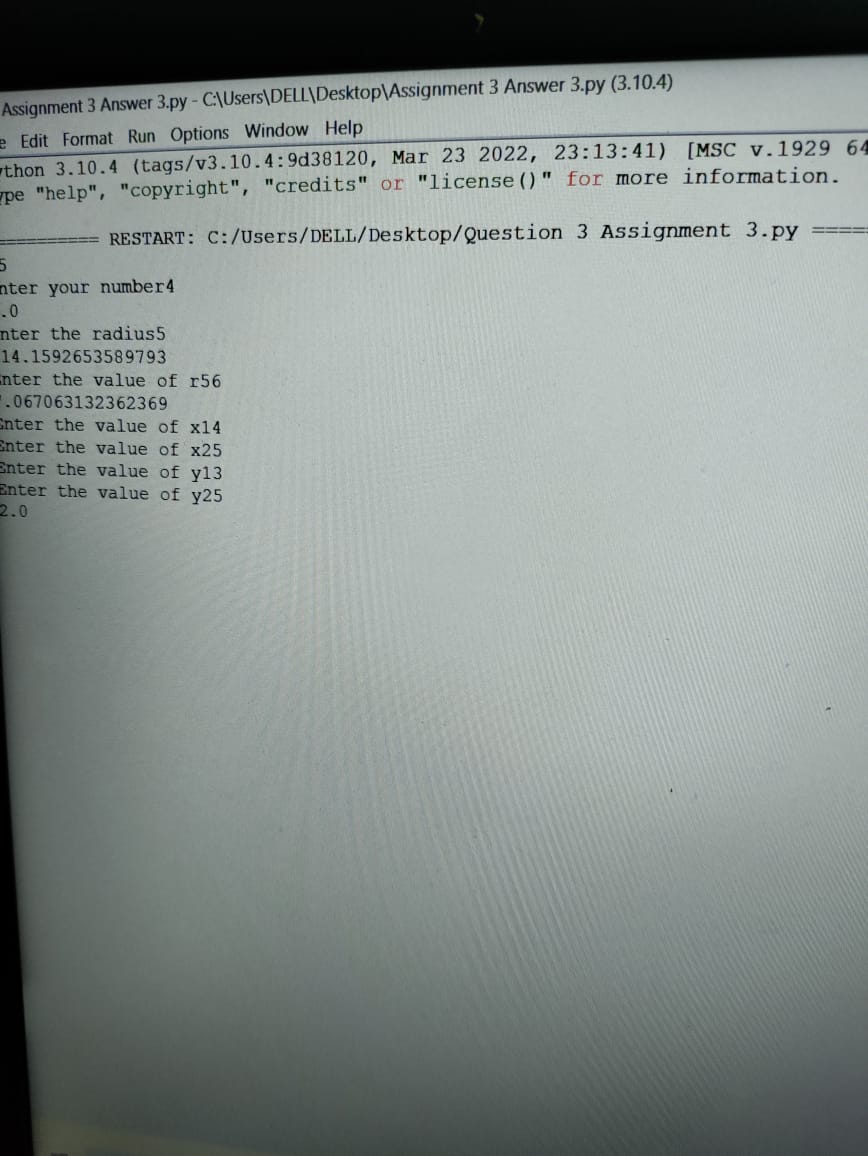 Assignment 3 Answer 3.py - C:\Users\DELL\Desktop\Assignment 3 Answer 3.py (3.10.4)
e Edit Format Run Options Window Help
thon 3.10.4 (tags/v3.10.4:9d38120, Mar 23 2022, 23:13:41) [MSC v.1929 64
pe "help", "copyright", "credits" or "license()" for more information.
========== RESTART: C:/Users/DELL/Desktop/Question 3 Assignment 3.py =====
5
nter your number4
.0
nter the radius5
14.1592653589793
nter the value of r56
.067063132362369
Enter the value of x14
Enter the value of x25
Enter the value of y13
Enter the value of y25
2.0